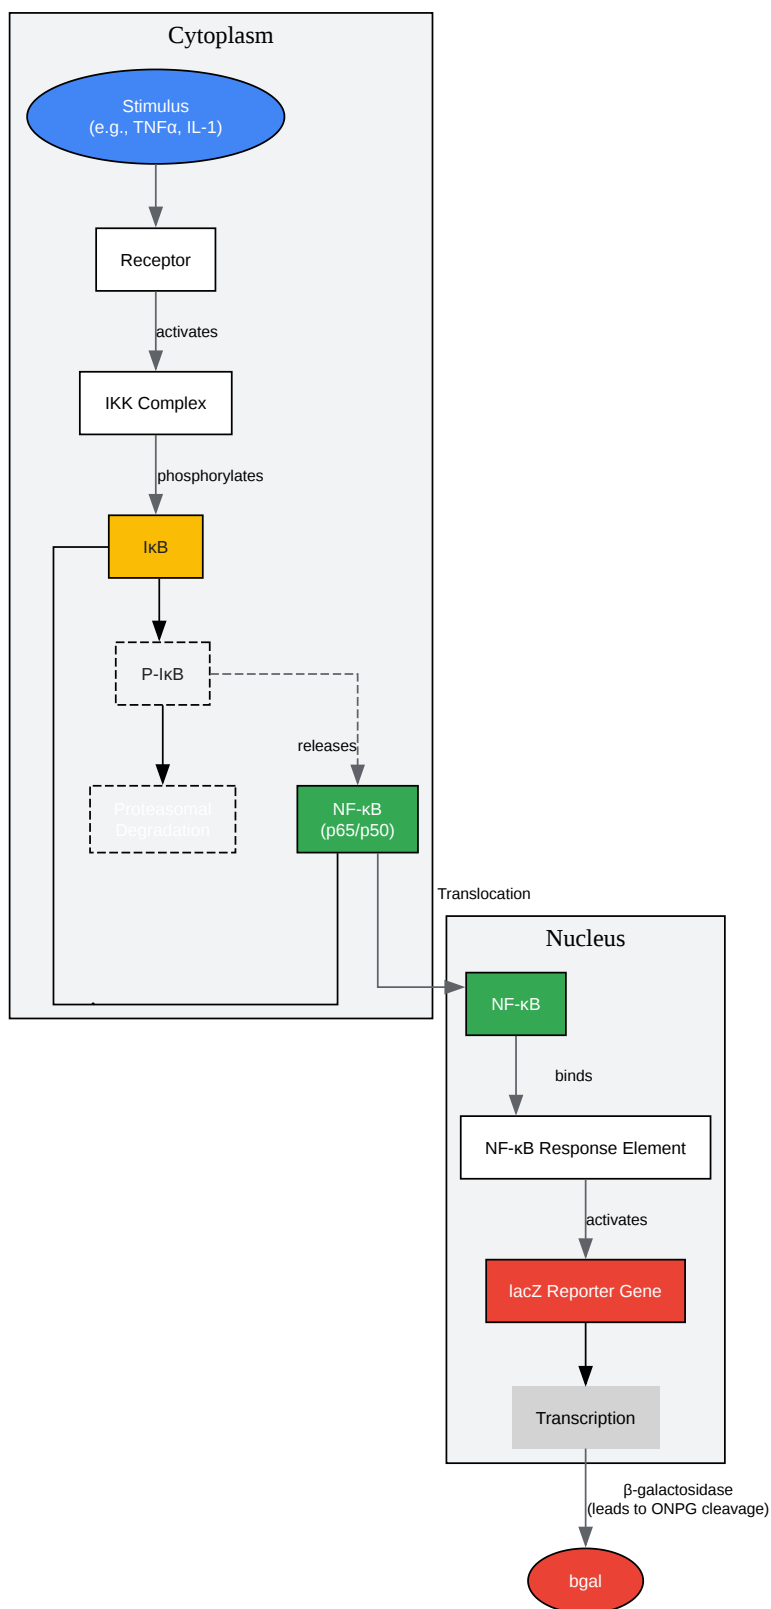 Cytoplasm
Stimulus
(e.g., TNFα, IL-1)
Receptor
activates
IKK Complex
phosphorylates
IκB
P-IκB
releases
Proteasomal
Degradation
NF-κB
(p65/p50)
Translocation
Nucleus
NF-κB
binds
NF-κB Response Element
activates
lacZ Reporter Gene
Transcription
β-galactosidase
(leads to ONPG cleavage)
bgal